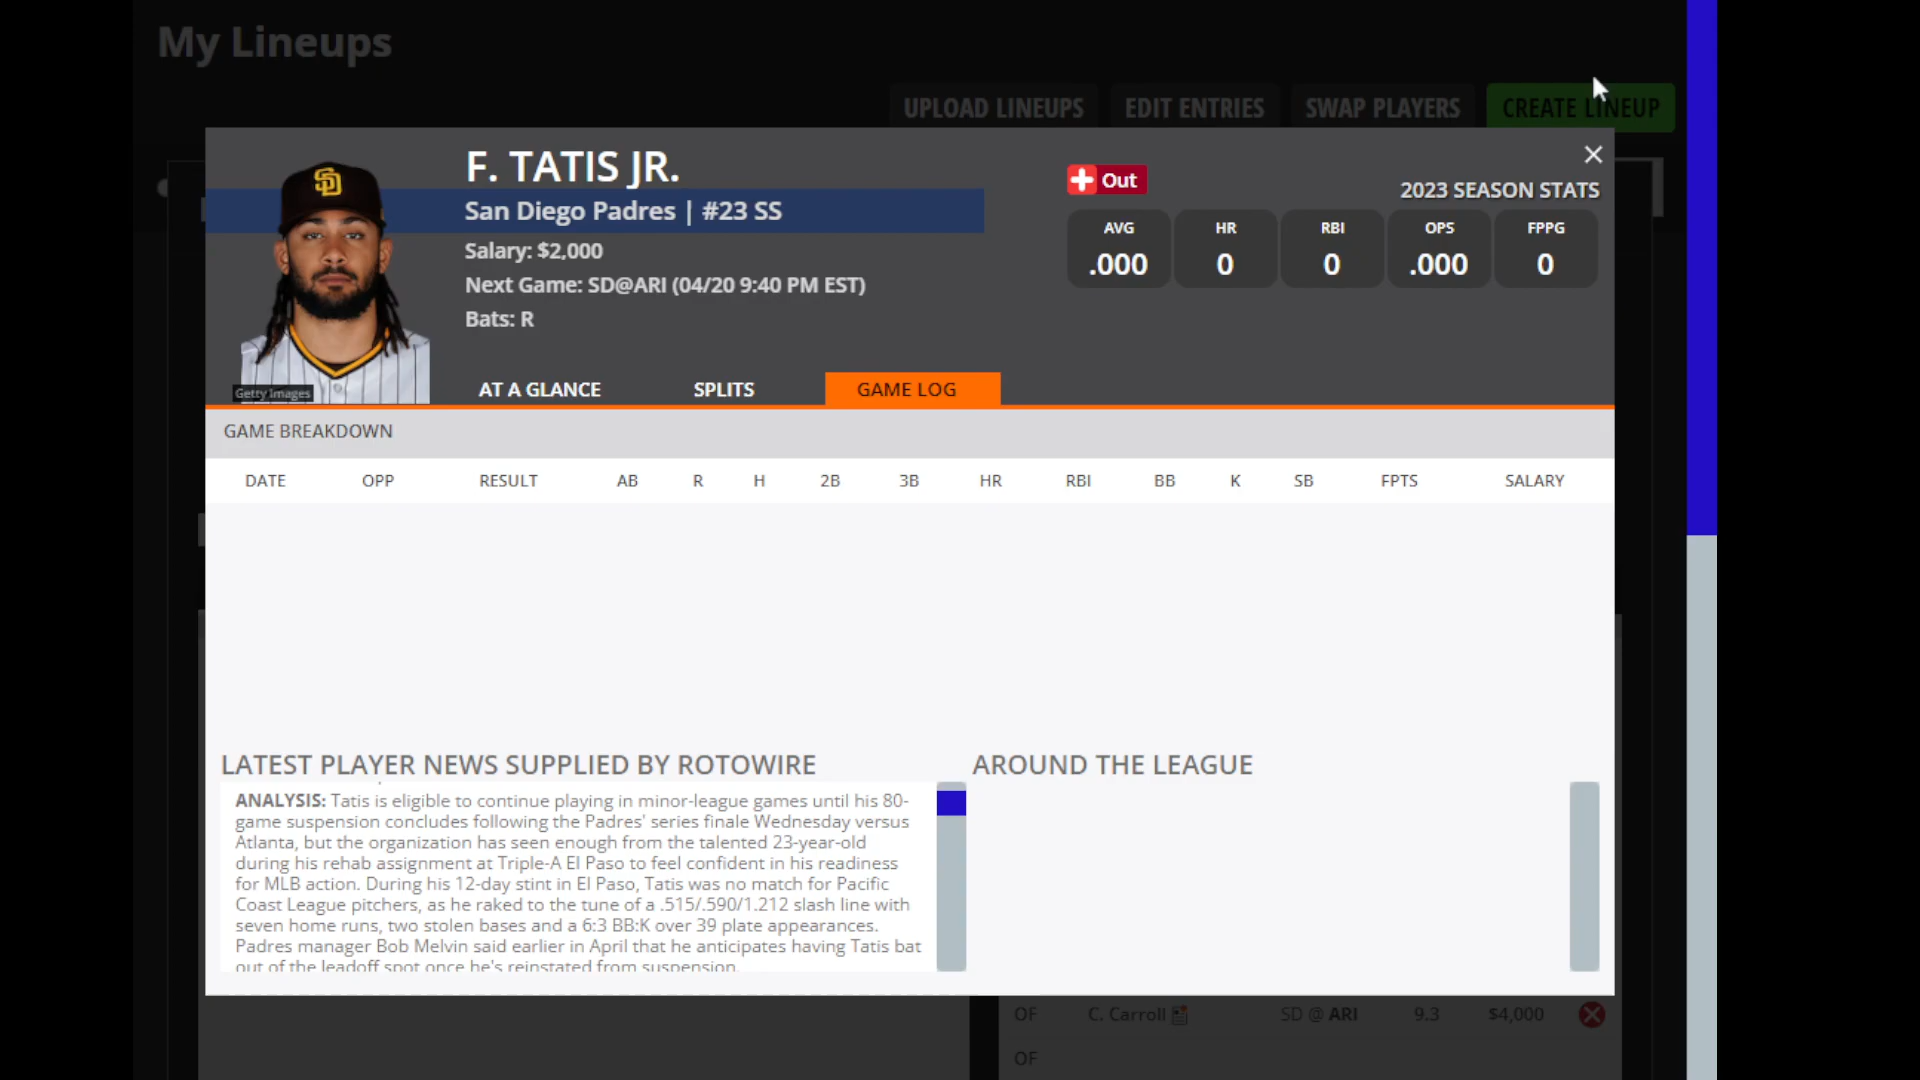 My Lineups
UPLOAD LINEUPS EDIT ENTRIES SWAP PLAYERS CREATE LINEUP
F. TATIS JR.
San Diego Padres | #23 SS
Salary: $2,000
Next Game: SD@ARI (04/20 9:40 PM EST)
Bats: R
Out
2023 SEASON STATS
AVG HR RBI OPS FPPG
.000 0 0 .000 0
SD
Getty Images
AT A GLANCE SPLITS GAME LOG
GAME BREAKDOWN
DATE OPP RESULT AB R H 2B 3B HR RBI BB K SB FPTS SALARY
LATEST PLAYER NEWS SUPPLIED BY ROTOWIRE
ANALYSIS: Tatis is eligible to continue playing in minor-league games until his 80-
game suspension concludes following the Padres' series finale Wednesday versus
Atlanta, but the organization has seen enough from the talented 23-year-old
during his rehab assignment at Triple-A El Paso to feel confident in his readiness
for MLB action. During his 12-day stint in El Paso, Tatis was no match for Pacific
Coast League pitchers, as he raked to the tune of a .515/.590/1.212 slash line with
seven home runs, two stolen bases and a 6:3 BB:K over 39 plate appearances.
Padres manager Bob Melvin said earlier in April that he anticipates having Tatis bat
out of the leadoff spot once he's reinstated from suspension.
AROUND THE LEAGUE
OF C. Carroll SD @ ARI 9.3 $4,000
OF